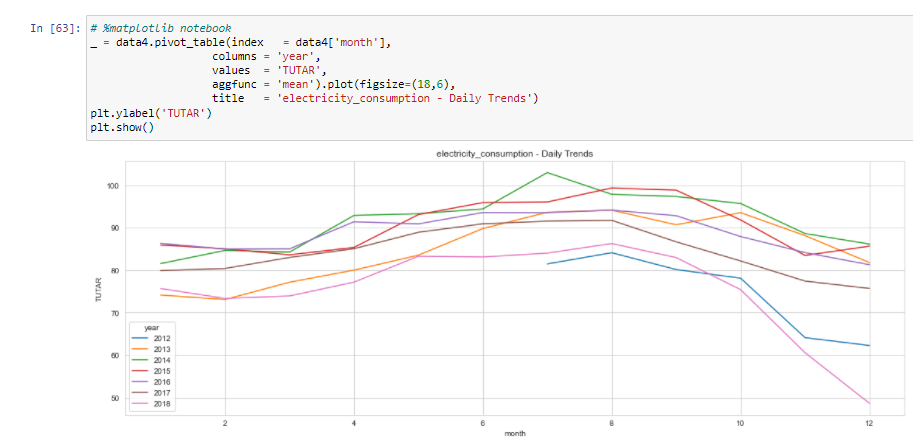 In [63]: # %matplotlib notebook
_ = data4.pivot_table(index   = data4['month'],
columns = 'year',
values  = 'TUTAR',
aggfunc = 'mean').plot(figsize=(18,6),
title   = 'electricity_consumption - Daily Trends')
plt.ylabel('TUTAR')
plt.show()
electricity_consumption - Daily Trends
100
90
80
70
60
50
TUTAR
year
2012
2013
2014
2015
2016
2017
2018
2 4 6 8 10 12
month